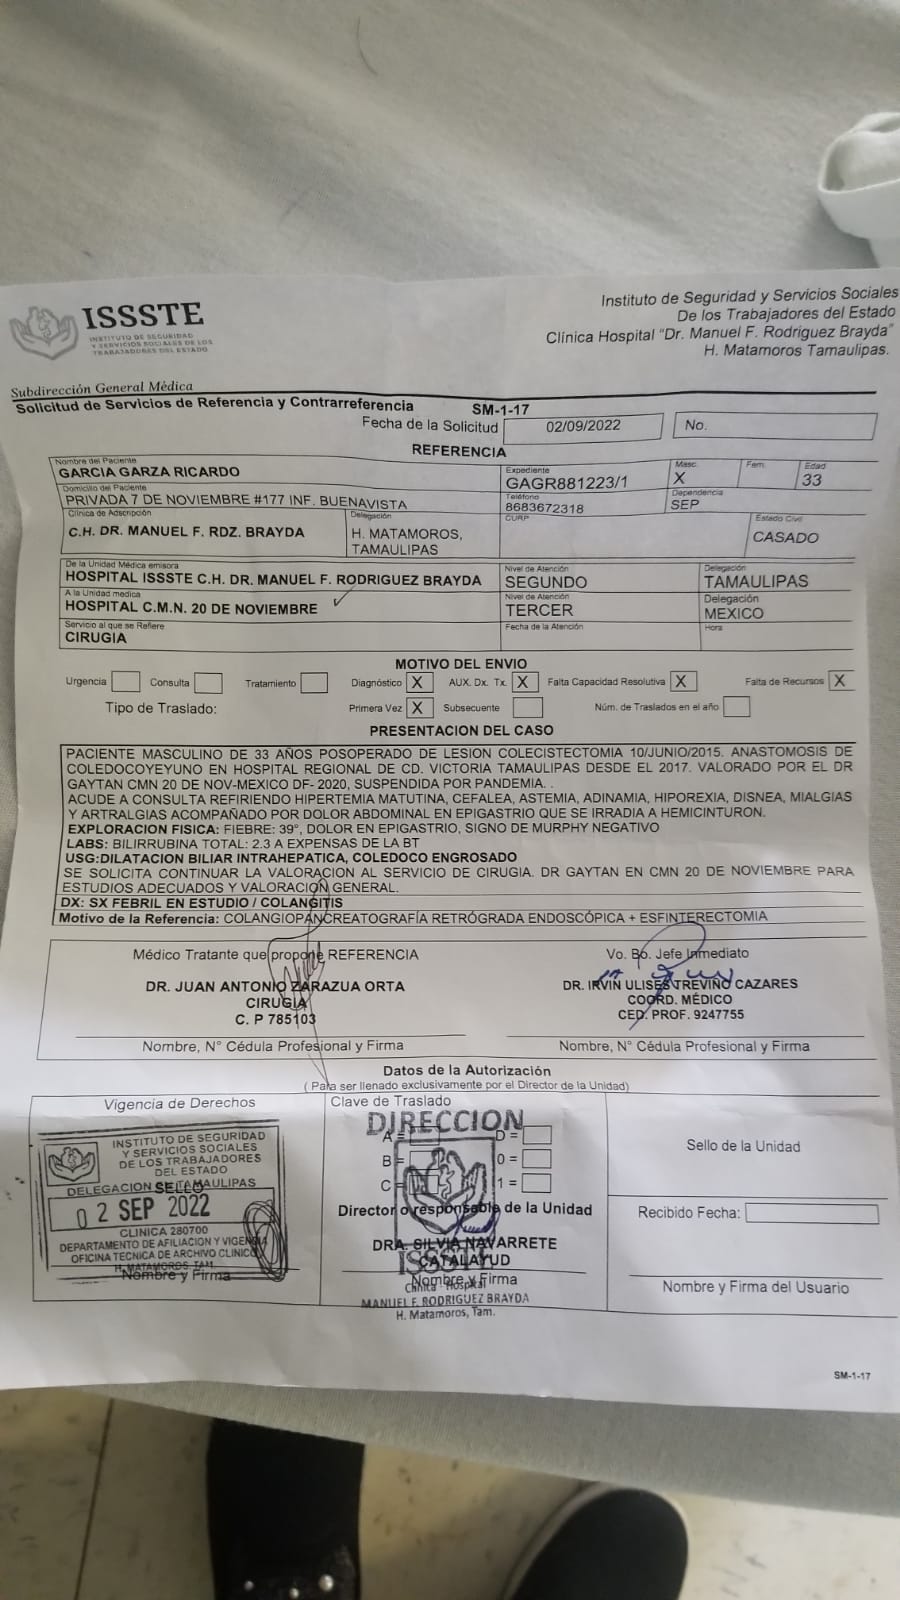 ISSSTE
INSTITUTO DE SEGURIDAD
Y SERVICIOS SOCIALES DE LOS
TRABAJADORES DEL ESTADO
Instituto de Seguridad y Servicios Sociales
De los Trabajadores del Estado
Clínica Hospital "Dr. Manuel F. Rodriguez Brayda"
H. Matamoros Tamaulipas.
Subdirección General Médica
Solicitud de Servicios de Referencia y Contrarreferencia SM-1-17
Fecha de la Solicitud 02/09/2022 No.
REFERENCIA
Nombre del Paciente Expediente Masc. Fem. Edad
GARCIA GARZA RICARDO GAGR881223/1 X 33
Domicilio del Paciente Teléfono Dependencia
PRIVADA 7 DE NOVIEMBRE #177 INF. BUENAVISTA 8683672318 SEP
Clínica de Adscripción Delegación CURP Estado Civil
C.H. DR. MANUEL F. RDZ. BRAYDA H. MATAMOROS, TAMAULIPAS CASADO
De la Unidad Médica emisora Nivel de Atención Delegación
HOSPITAL ISSSTE C.H. DR. MANUEL F. RODRIGUEZ BRAYDA SEGUNDO TAMAULIPAS
A la Unidad medica Nivel de Atención Delegación
HOSPITAL C.M.N. 20 DE NOVIEMBRE TERCER MEXICO
Servicio al que se Refiere Fecha de la Atención Hora
CIRUGIA
MOTIVO DEL ENVIO
Urgencia Consulta Tratamiento Diagnóstico X AUX. Dx. Tx. X Falta Capacidad Resolutiva X Falta de Recursos X
Tipo de Traslado: Primera Vez X Subsecuente Núm. de Traslados en el año
PRESENTACION DEL CASO
PACIENTE MASCULINO DE 33 AÑOS POSOPERADO DE LESION COLECISTECTOMIA 10/JUNIO/2015. ANASTOMOSIS DE
COLEDOCOYEYUNO EN HOSPITAL REGIONAL DE CD. VICTORIA TAMAULIPAS DESDE EL 2017. VALORADO POR EL DR
GAYTAN CMN 20 DE NOV-MEXICO DF- 2020, SUSPENDIDA POR PANDEMIA. .
ACUDE A CONSULTA REFIRIENDO HIPERTEMIA MATUTINA, CEFALEA, ASTEMIA, ADINAMIA, HIPOREXIA, DISNEA, MIALGIAS
Y ARTRALGIAS ACOMPAÑADO POR DOLOR ABDOMINAL EN EPIGASTRIO QUE SE IRRADIA A HEMICINTURON.
EXPLORACION FISICA: FIEBRE: 39°, DOLOR EN EPIGASTRIO, SIGNO DE MURPHY NEGATIVO
LABS: BILIRRUBINA TOTAL: 2.3 A EXPENSAS DE LA BT
USG:DILATACION BILIAR INTRAHEPATICA, COLEDOCO ENGROSADO
SE SOLICITA CONTINUAR LA VALORACION AL SERVICIO DE CIRUGIA. DR GAYTAN EN CMN 20 DE NOVIEMBRE PARA
ESTUDIOS ADECUADOS Y VALORACION GENERAL.
DX: SX FEBRIL EN ESTUDIO / COLANGITIS
Motivo de la Referencia: COLANGIOPANCREATOGRAFÍA RETRÓGRADA ENDOSCÓPICA + ESFINTERECTOMIA
Médico Tratante que propone REFERENCIA
DR. JUAN ANTONIO ZARAZUA ORTA
CIRUGIA
C. P 785103
Nombre, N° Cédula Profesional y Firma
Vo. Bo. Jefe Inmediato
DR. IRVIN ULISES TREVIÑO CAZARES
COORD. MÉDICO
CED. PROF. 9247755
Nombre, N° Cédula Profesional y Firma
Datos de la Autorización
( Para ser llenado exclusivamente por el Director de la Unidad)
Vigencia de Derechos
INSTITUTO DE SEGURIDAD
Y SERVICIOS SOCIALES
DE LOS TRABAJADORES
DEL ESTADO
DELEGACION TAMAULIPAS
SELLO
02 SEP 2022
CLINICA 280700
DEPARTAMENTO DE AFILIACION Y VIGENCIA
OFICINA TECNICA DE ARCHIVO CLINICO
H. MATAMOROS, TAM.
Nombre y Firma
Clave de Traslado
DIRECCION
A = D =
B = 0 =
C = 1 =
Director o responsable de la Unidad
DRA. SILVIA NAVARRETE
CATALAYUD
ISSSTE
Nombre y Firma
Clínica Hospital
MANUEL F. RODRIGUEZ BRAYDA
H. Matamoros, Tam.
Sello de la Unidad
Recibido Fecha:
Nombre y Firma del Usuario
SM-1-17